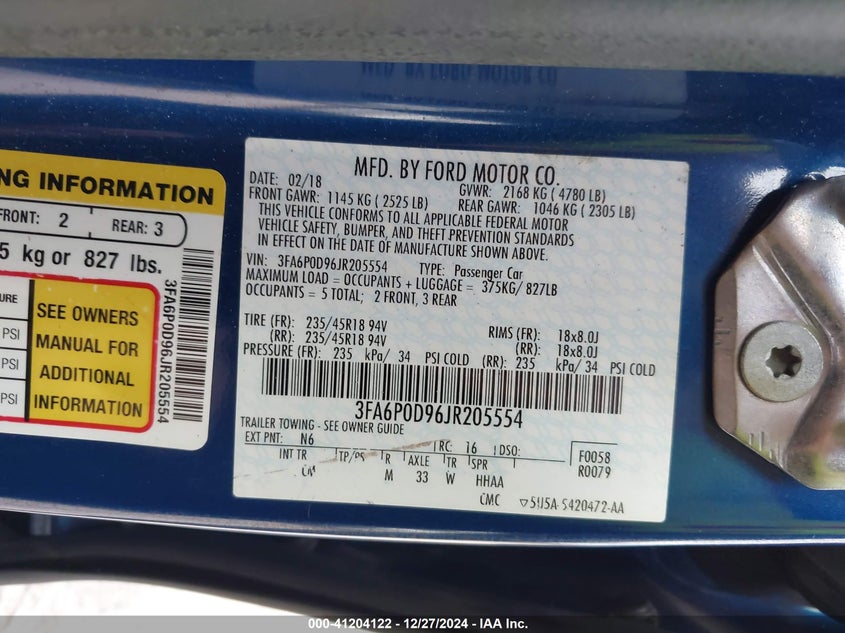 NG INFORMATION
FRONT: 2 REAR: 3
5 kg or 827 lbs.
URE
PSI
PSI
PSI
SEE OWNERS
MANUAL FOR
ADDITIONAL
INFORMATION
3FA6P0D96JR205554
MFD. BY FORD MOTOR CO.
DATE: 02/18 GVWR: 2168 KG ( 4780 LB)
FRONT GAWR: 1145 KG ( 2525 LB) REAR GAWR: 1046 KG ( 2305 LB)
THIS VEHICLE CONFORMS TO ALL APPLICABLE FEDERAL MOTOR
VEHICLE SAFETY, BUMPER, AND THEFT PREVENTION STANDARDS
IN EFFECT ON THE DATE OF MANUFACTURE SHOWN ABOVE.
VIN: 3FA6P0D96JR205554 TYPE: Passenger Car
MAXIMUM LOAD = OCCUPANTS + LUGGAGE = 375KG/ 827LB
OCCUPANTS = 5 TOTAL; 2 FRONT, 3 REAR
TIRE (FR): 235/45R18 94V RIMS (FR): 18x8.0J
(RR): 235/45R18 94V (RR): 18x8.0J
PRESSURE (FR): 235 kPa/ 34 PSI COLD (RR): 235 kPa/ 34 PSI COLD
3FA6P0D96JR205554
TRAILER TOWING - SEE OWNER GUIDE
EXT PNT: N6 RC: 16 DSO: F0058
INT TR TP/PS R AXLE TR SPR R0079
CM M 33 W HHAA
CMC 5U5A-S420472-AA
000-41204122 - 12/27/2024 - IAA Inc.